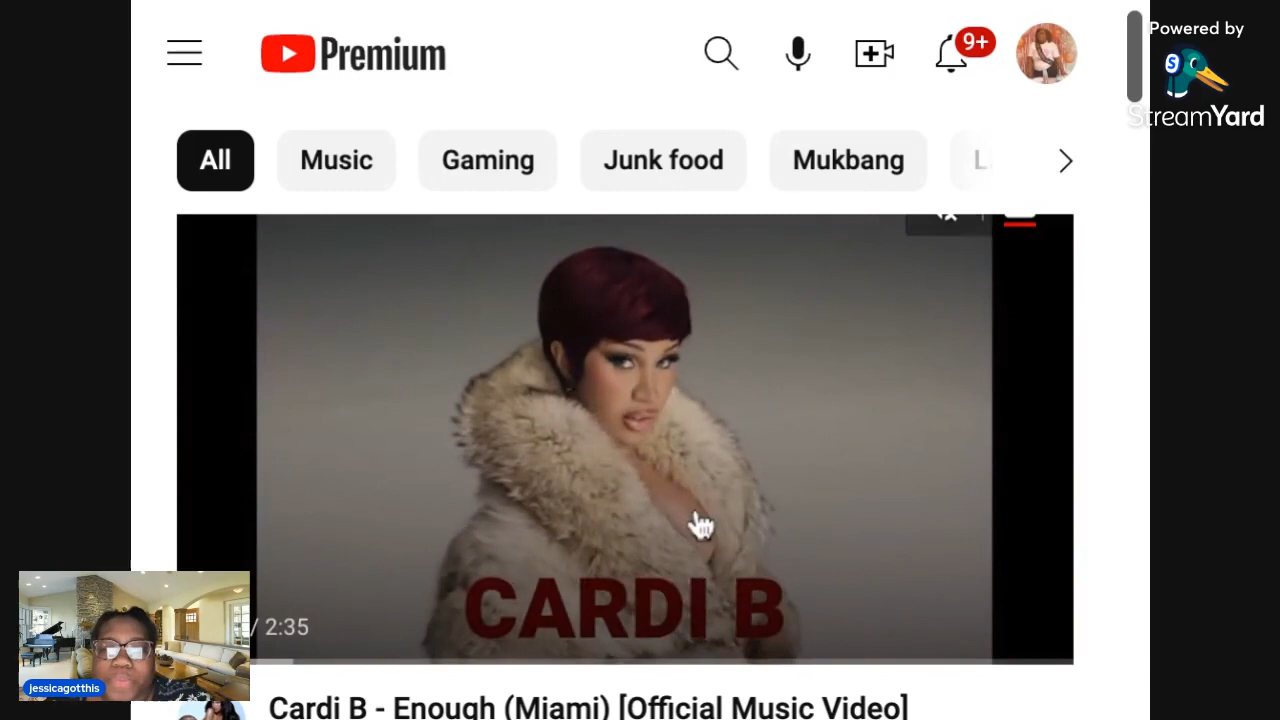 Premium
9+
Powered by
StreamYard
All
Music
Gaming
Junk food
Mukbang
CARDI B
/ 2:35
jessicagotthis
Cardi B - Enough (Miami) [Official Music Video]